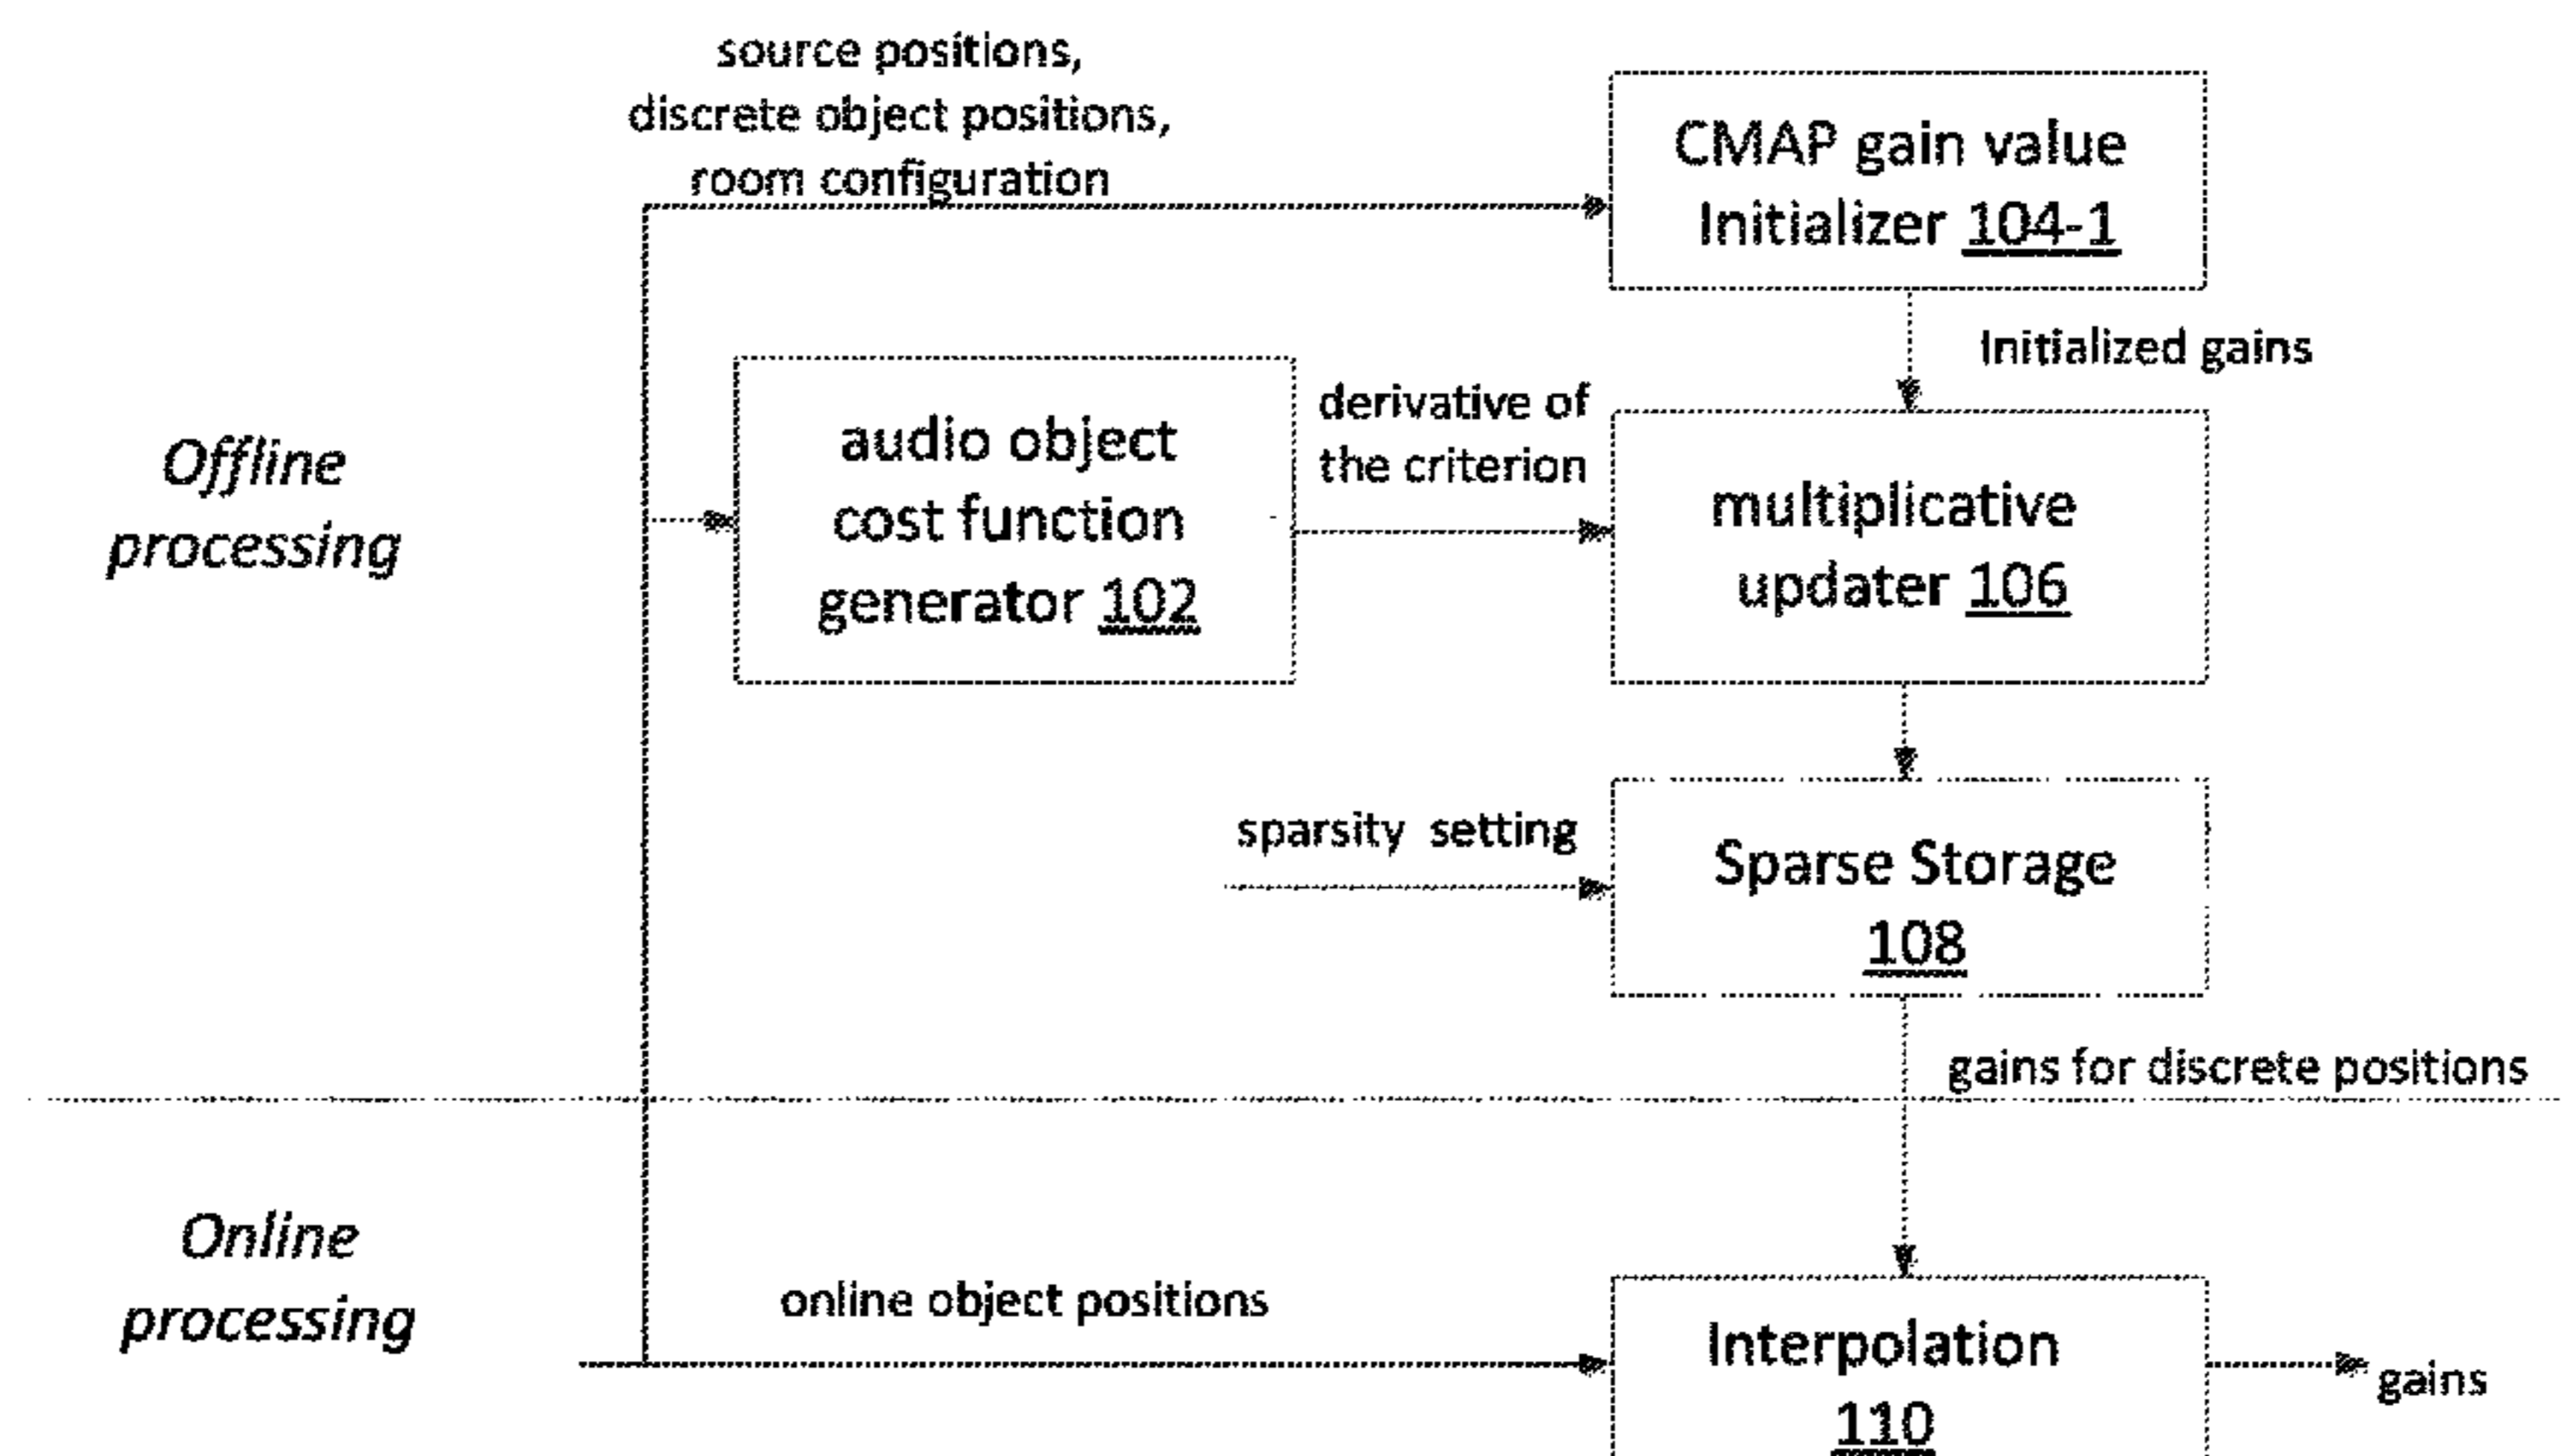 source positions,
discrete object positions,
room configuration
CMAP gain value
Initializer 104-1
Initialized gains
audio object
cost function
generator 102
derivative of
the criterion
multiplicative
updater 106
Offline
processing
sparsity setting
Sparse Storage
108
gains for discrete positions
Online
processing
online object positions
Interpolation
110
gains